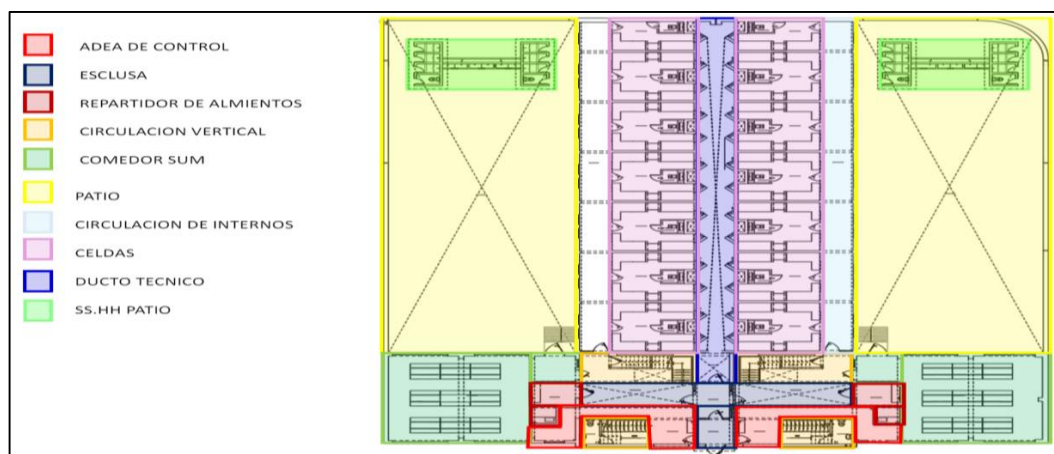 ADEA DE CONTROL
ESCLUSA
REPARTIDOR DE ALMIENTOS
CIRCULACION VERTICAL
COMEDOR SUM
PATIO
CIRCULACION DE INTERNOS
CELDAS
DUCTO TECNICO
SS.HH PATIO